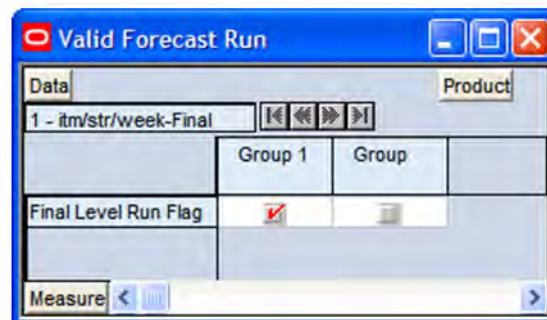 Valid Forecast Run
Data Product
1 - itm/str/week-Final
Group 1 Group
Final Level Run Flag
Measure